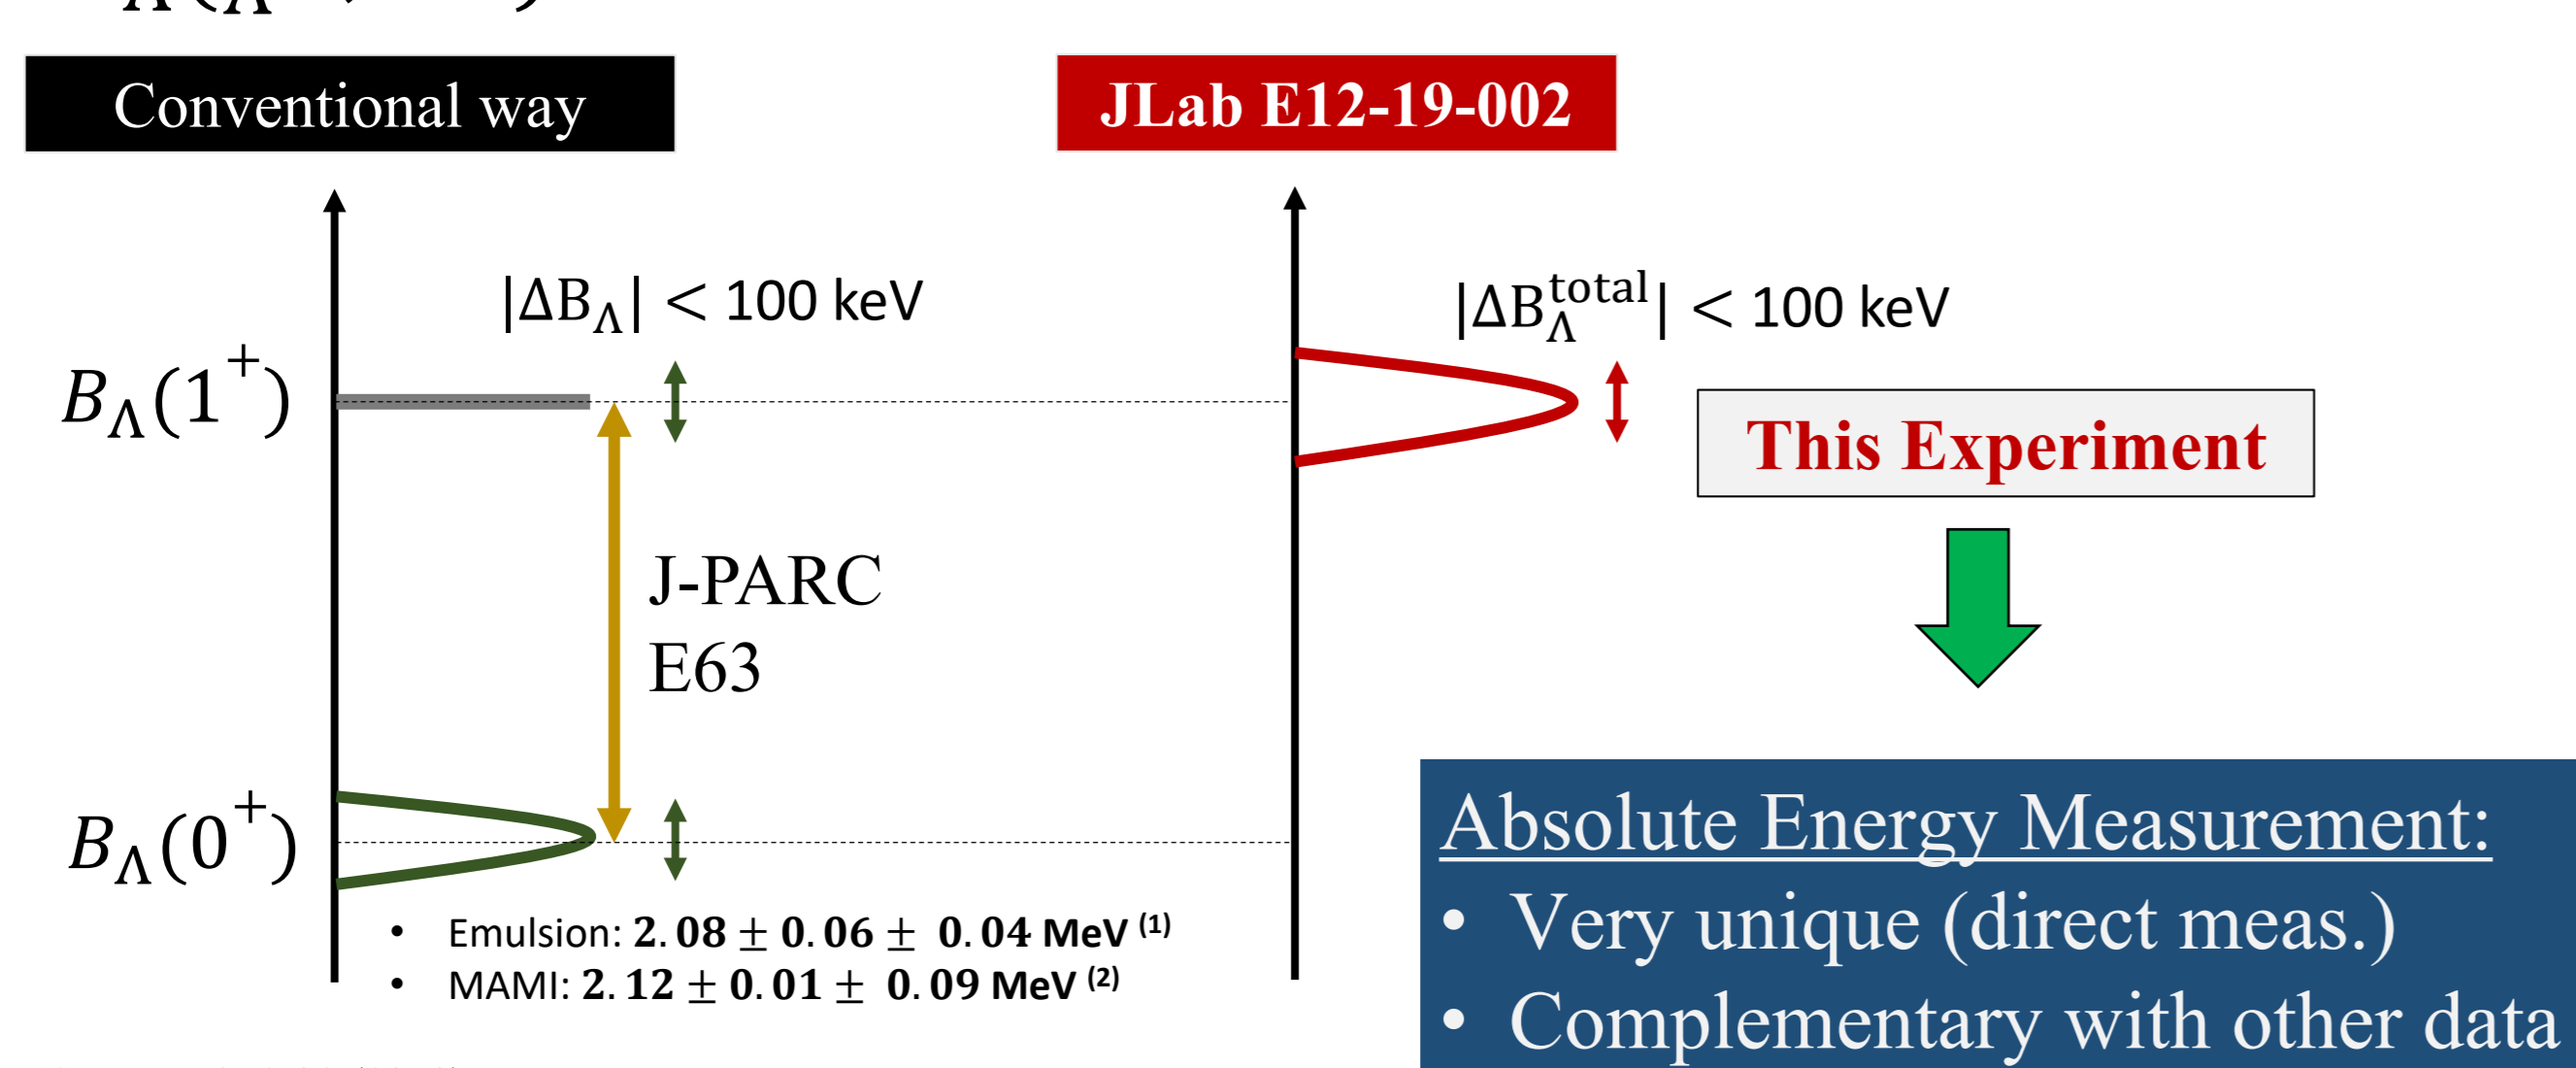 Conventional way
JLab E12-19-002
|ΔB_Λ| < 100 keV
|ΔB_Λ^total| < 100 keV
B_Λ(1⁺)
This Experiment
J-PARC
E63
B_Λ(0⁺)
• Emulsion: 2.08 ± 0.06 ± 0.04 MeV (1)
• MAMI: 2.12 ± 0.01 ± 0.09 MeV (2)
Absolute Energy Measurement:
• Very unique (direct meas.)
• Complementary with other data